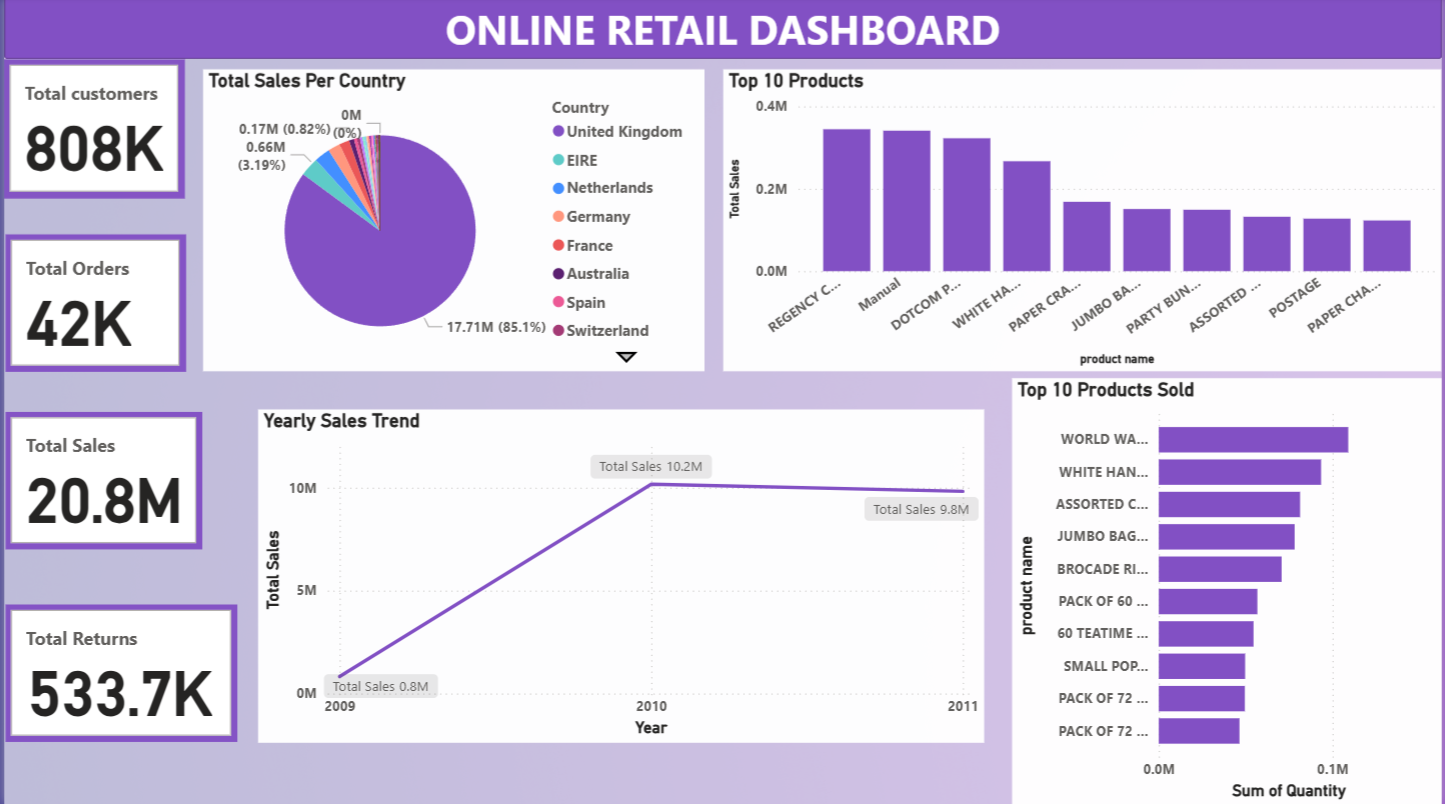 ONLINE RETAIL DASHBOARD
Total customers
808K
Total Orders
42K
Total Sales
20.8M
Total Returns
533.7K
Total Sales Per Country
0M
(0%)
0.17M (0.82%)
0.66M
(3.19%)
17.71M (85.1%)
Country
United Kingdom
EIRE
Netherlands
Germany
France
Australia
Spain
Switzerland
Top 10 Products
Total Sales
0.4M
0.2M
0.0M
REGENCY C...
Manual
DOTCOM P...
WHITE HA...
PAPER CRA...
JUMBO BA...
PARTY BUN...
ASSORTED ...
POSTAGE
PAPER CHA...
product name
Yearly Sales Trend
Total Sales
10M
5M
0M
Total Sales 0.8M
Total Sales 10.2M
Total Sales 9.8M
2009
2010
2011
Year
Top 10 Products Sold
product name
WORLD WA...
WHITE HAN...
ASSORTED C...
JUMBO BAG...
BROCADE RI...
PACK OF 60 ...
60 TEATIME ...
SMALL POP...
PACK OF 72 ...
PACK OF 72 ...
0.0M
0.1M
Sum of Quantity